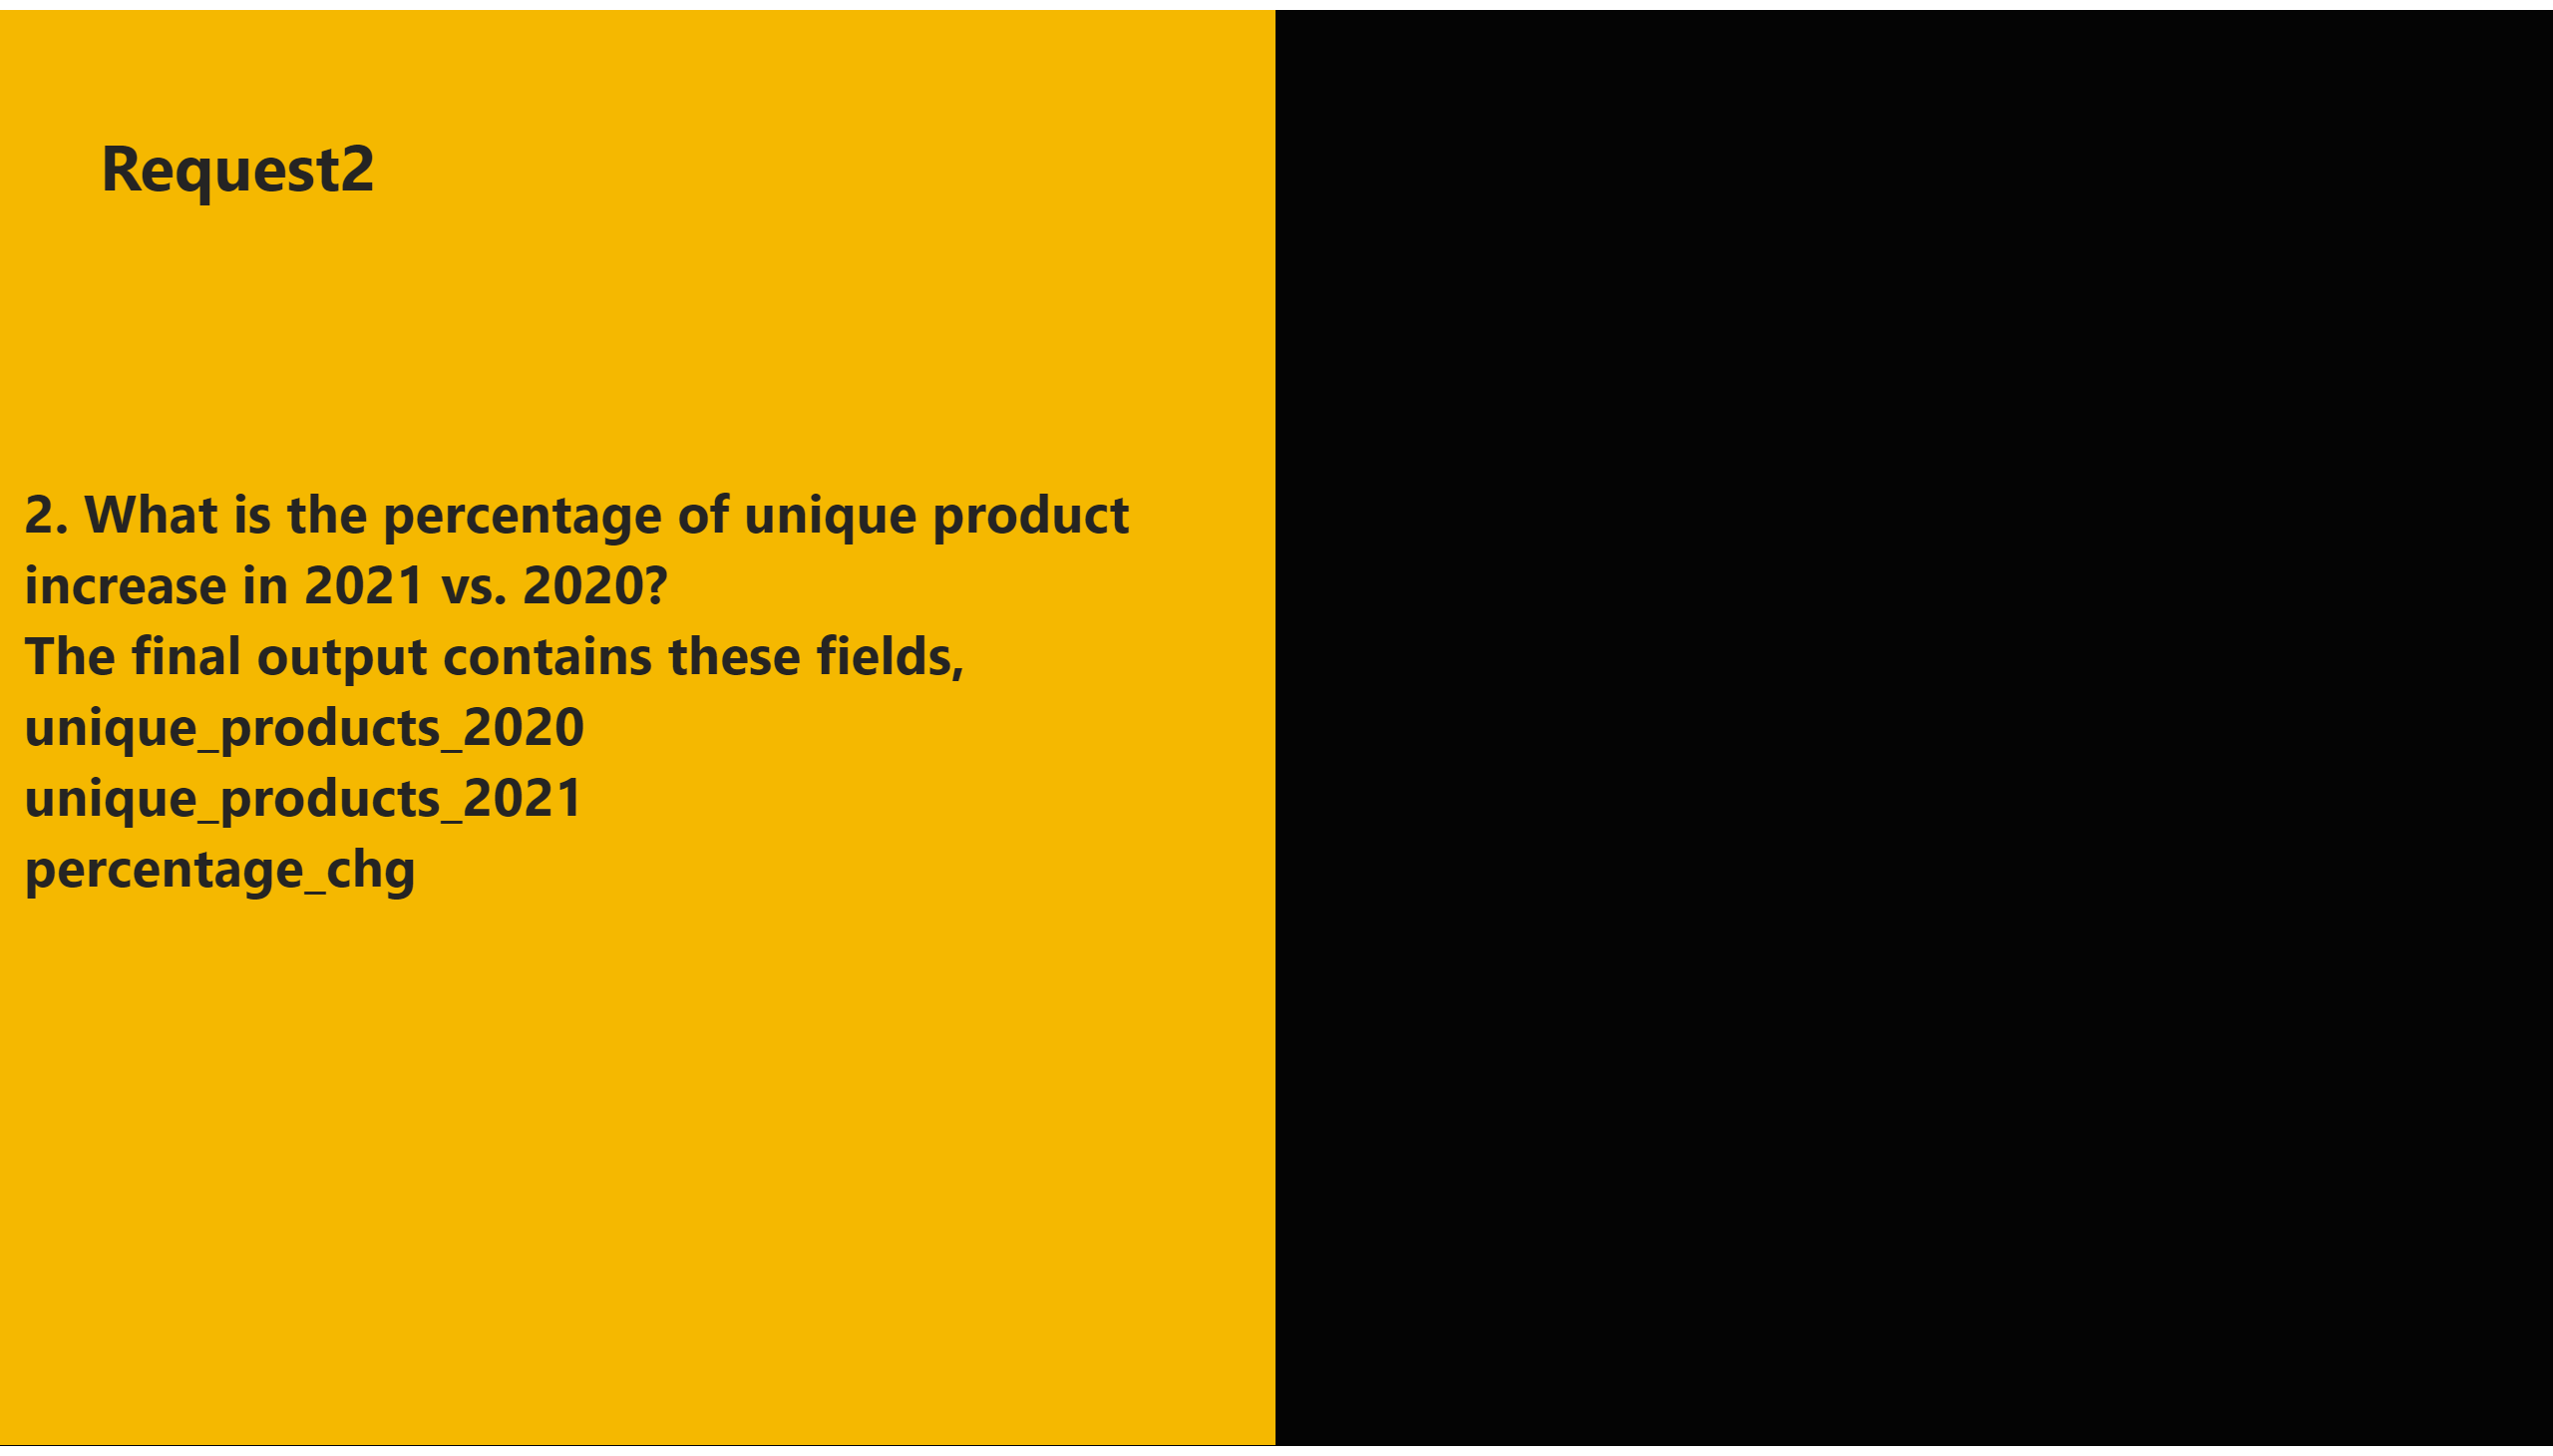 Request2
2. What is the percentage of unique product
increase in 2021 vs. 2020?
The final output contains these fields,
unique_products_2020
unique_products_2021
percentage_chg